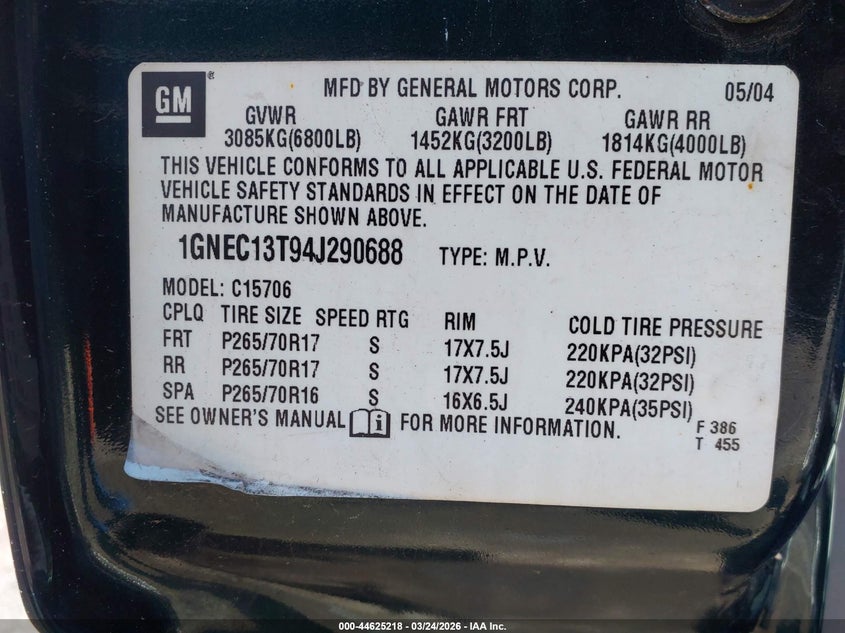 GM ® MFD BY GENERAL MOTORS CORP. 05/04
GVWR GAWR FRT GAWR RR
3085KG(6800LB) 1452KG(3200LB) 1814KG(4000LB)
THIS VEHICLE CONFORMS TO ALL APPLICABLE U.S. FEDERAL MOTOR
VEHICLE SAFETY STANDARDS IN EFFECT ON THE DATE OF
MANUFACTURE SHOWN ABOVE.
1GNEC13T94J290688 TYPE: M.P.V.
MODEL: C15706
CPLQ TIRE SIZE SPEED RTG RIM COLD TIRE PRESSURE
FRT P265/70R17 S 17X7.5J 220KPA(32PSI)
RR P265/70R17 S 17X7.5J 220KPA(32PSI)
SPA P265/70R16 S 16X6.5J 240KPA(35PSI)
SEE OWNER'S MANUAL i FOR MORE INFORMATION. F 386
T 455
000-44625218 - 03/24/2026 - IAA Inc.